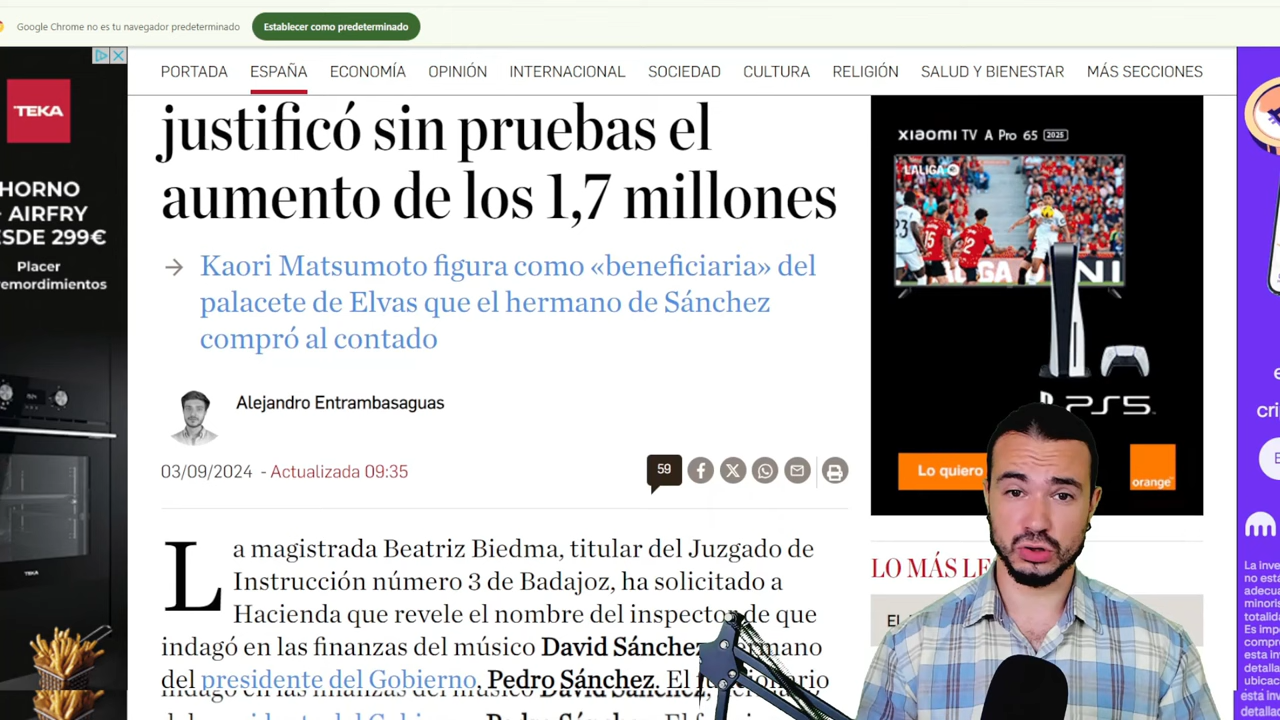 Google Chrome no es tu navegador predeterminado
Establecer como predeterminado
PORTADA ESPAÑA ECONOMÍA OPINIÓN INTERNACIONAL SOCIEDAD CULTURA RELIGIÓN SALUD Y BIENESTAR MÁS SECCIONES
TEKA
HORNO
AIRFRY
299€
Placer
justificó sin pruebas el
aumento de los 1,7 millones
→ Kaori Matsumoto figura como «beneficiaria» del
palacete de Elvas que el hermano de Sánchez
compró al contado
Alejandro Entrambasaguas
03/09/2024 - Actualizada 09:35
59
La magistrada Beatriz Biedma, titular del Juzgado de
Instrucción número 3 de Badajoz, ha solicitado a
Hacienda que revele el nombre del inspector de que
indagó en las finanzas del músico David Sánchez,
del presidente del Gobierno, Pedro Sánchez. El
xiaomi TV A Pro 65 2025
LALIGA
PS5
Lo quiero
orange
LO MÁS
El
TEKA
La
no
Es
esta